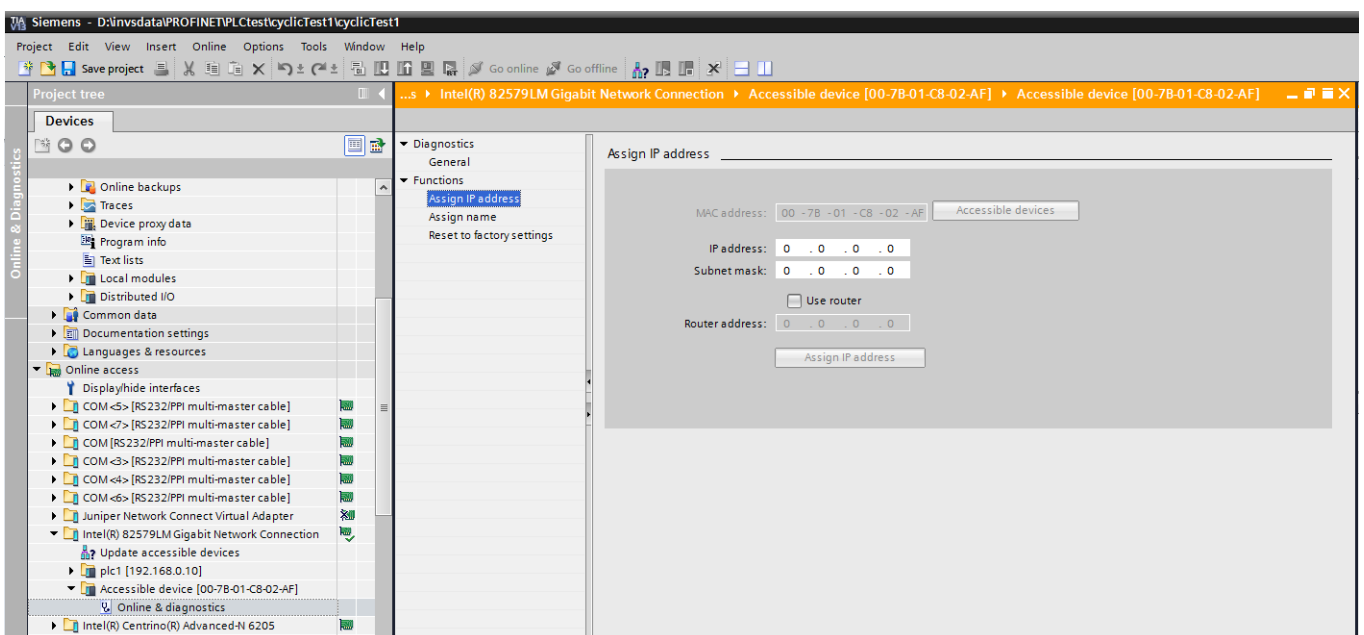 TIA V13 Siemens - D:\invsdata\PROFINET\PLCtest\cyclicTest1\cyclicTest1
Project Edit View Insert Online Options Tools Window Help
Save project Go online Go offline
Project tree
...s Intel(R) 82579LM Gigabit Network Connection Accessible device [00-7B-01-C8-02-AF] Accessible device [00-7B-01-C8-02-AF]
Devices
Online & Diagnostics
Online backups
Traces
Device proxy data
Program info
Text lists
Local modules
Distributed I/O
Common data
Documentation settings
Languages & resources
Online access
Display/hide interfaces
COM <5> [RS232/PPI multi-master cable]
COM <7> [RS232/PPI multi-master cable]
COM [RS232/PPI multi-master cable]
COM <3> [RS232/PPI multi-master cable]
COM <4> [RS232/PPI multi-master cable]
COM <6> [RS232/PPI multi-master cable]
Juniper Network Connect Virtual Adapter
Intel(R) 82579LM Gigabit Network Connection
Update accessible devices
plc1 [192.168.0.10]
Accessible device [00-7B-01-C8-02-AF]
Online & diagnostics
Intel(R) Centrino(R) Advanced-N 6205
Diagnostics
General
Functions
Assign IP address
Assign name
Reset to factory settings
Assign IP address
MAC address: 00 -7B -01 -C8 -02 -AF Accessible devices
IP address: 0 . 0 . 0 . 0
Subnet mask: 0 . 0 . 0 . 0
Use router
Router address: 0 . 0 . 0 . 0
Assign IP address